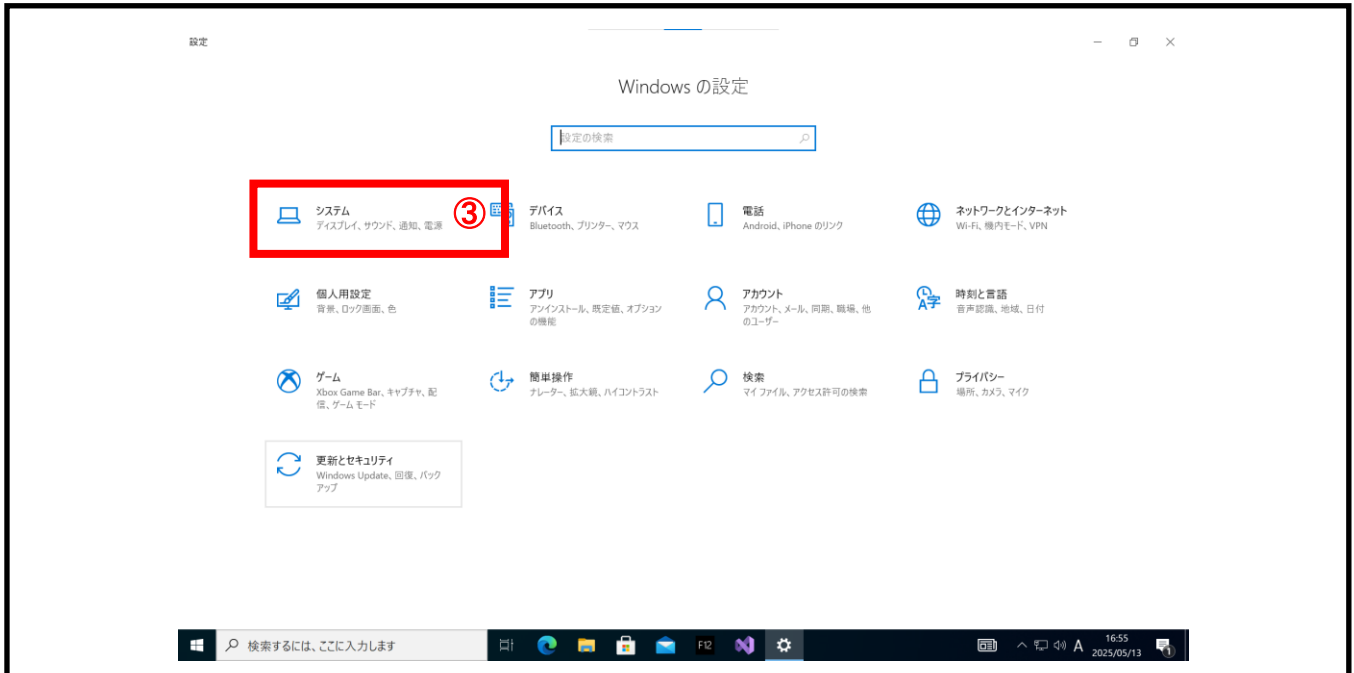 設定
Windows の設定
設定の検索
システム
ディスプレイ、サウンド、通知、電源
③
デバイス
Bluetooth、プリンター、マウス
電話
Android、iPhone のリンク
ネットワークとインターネット
Wi-Fi、機内モード、VPN
個人用設定
背景、ロック画面、色
アプリ
アンインストール、既定値、オプション
の機能
アカウント
アカウント、メール、同期、職場、他
のユーザー
時刻と言語
音声認識、地域、日付
ゲーム
Xbox Game Bar、キャプチャ、配
信、ゲーム モード
簡単操作
ナレーター、拡大鏡、ハイコントラスト
検索
マイ ファイル、アクセス許可の検索
プライバシー
場所、カメラ、マイク
更新とセキュリティ
Windows Update、回復、バック
アップ
検索するには、ここに入力します
F12
A
16:55
2025/05/13
1